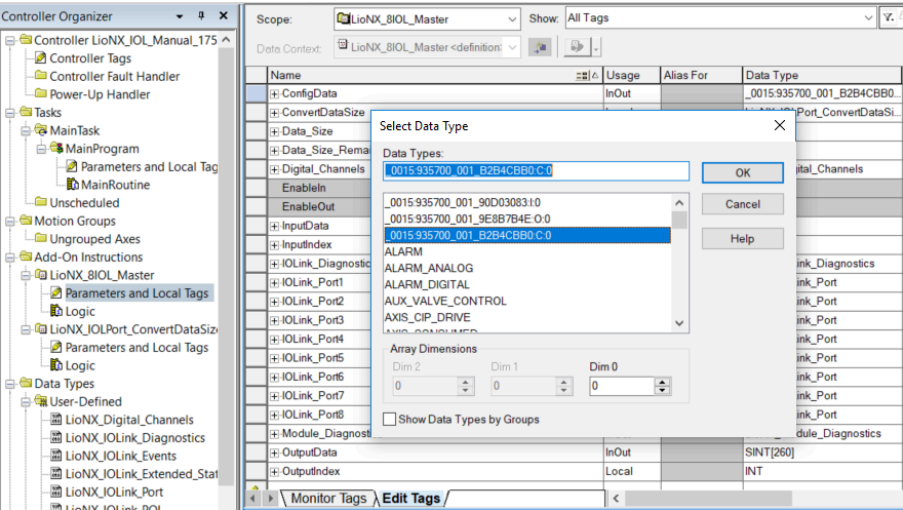 Controller Organizer
Controller LioNX_IOL_Manual_175
Controller Tags
Controller Fault Handler
Power-Up Handler
Tasks
MainTask
MainProgram
Parameters and Local Tag
MainRoutine
Unscheduled
Motion Groups
Ungrouped Axes
Add-On Instructions
LioNX_8IOL_Master
Parameters and Local Tags
Logic
LioNX_IOLPort_ConvertDataSiz
Parameters and Local Tags
Logic
Data Types
User-Defined
LioNX_Digital_Channels
LioNX_IOLink_Diagnostics
LioNX_IOLink_Events
LioNX_IOLink_Extended_Stat
LioNX_IOLink_Port
Scope: LioNX_8IOL_Master Show: All Tags
Data Context: LioNX_8IOL_Master <definition>
Name Usage Alias For Data Type
ConfigData InOut _0015:935700_001_B2B4CBB0...
ConvertDataSize Port_ConvertDataSi...
Data_Size
Data_Size_Rema
Digital_Channels ital_Channels
EnableIn
EnableOut
InputData
InputIndex
IOLink_Diagnostic ink_Diagnostics
IOLink_Port1 ink_Port
IOLink_Port2 ink_Port
IOLink_Port3 ink_Port
IOLink_Port4 ink_Port
IOLink_Port5 ink_Port
IOLink_Port6 ink_Port
IOLink_Port7 ink_Port
IOLink_Port8 ink_Port
Module_Diagnosti dule_Diagnostics
OutputData InOut SINT[260]
OutputIndex Local INT
Monitor Tags Edit Tags
Select Data Type
Data Types:
_0015:935700_001_B2B4CBB0:C:0
OK
_0015:935700_001_90D03083:I:0
_0015:935700_001_9E8B7B4E:O:0
_0015:935700_001_B2B4CBB0:C:0
ALARM
ALARM_ANALOG
ALARM_DIGITAL
AUX_VALVE_CONTROL
AXIS_CIP_DRIVE
AXIS_CONSUMED
Cancel
Help
Array Dimensions
Dim 2 Dim 1 Dim 0
0 0 0
Show Data Types by Groups